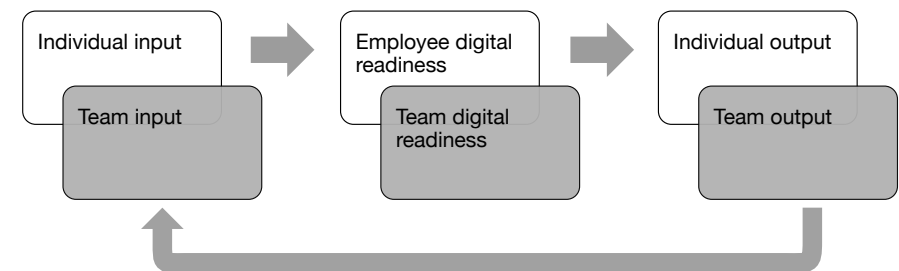 Individual input
Team input
Employee digital
readiness
Team digital
readiness
Individual output
Team output